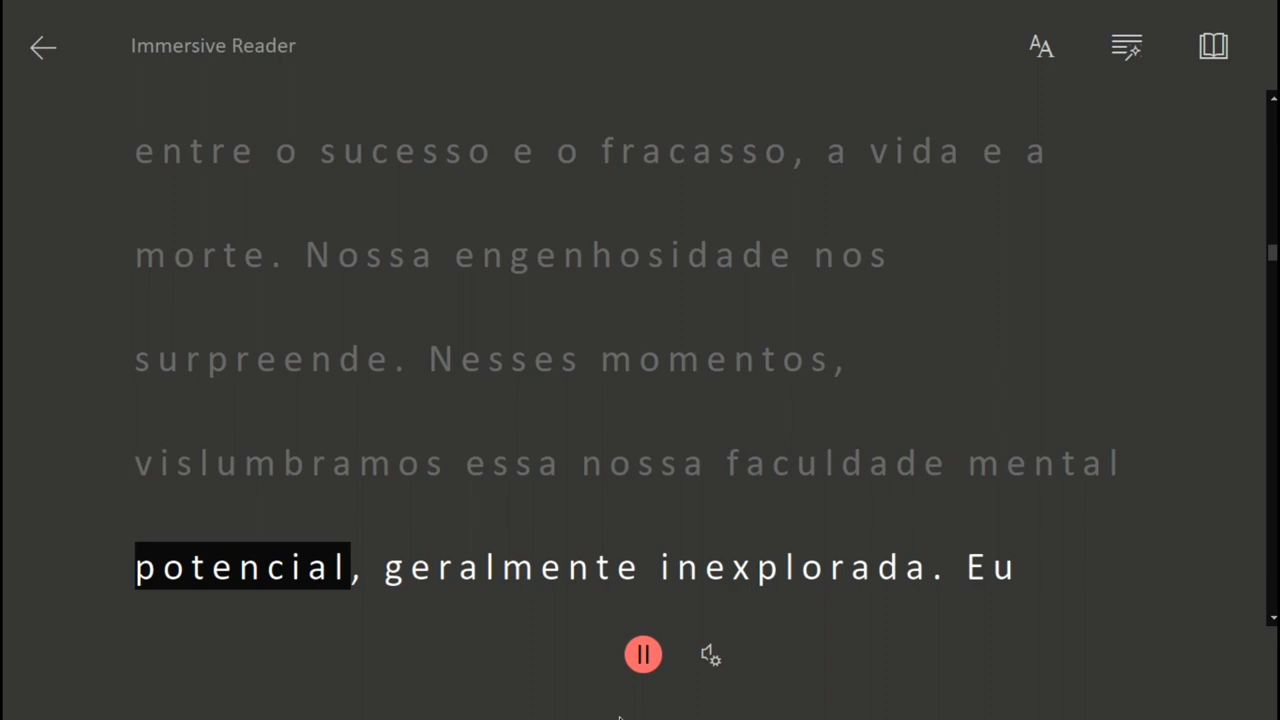 Immersive Reader
entre o sucesso e o fracasso, a vida e a
morte. Nossa engenhosidade nos
surpreende. Nesses momentos,
vislumbramos essa nossa faculdade mental
potencial, geralmente inexplorada. Eu